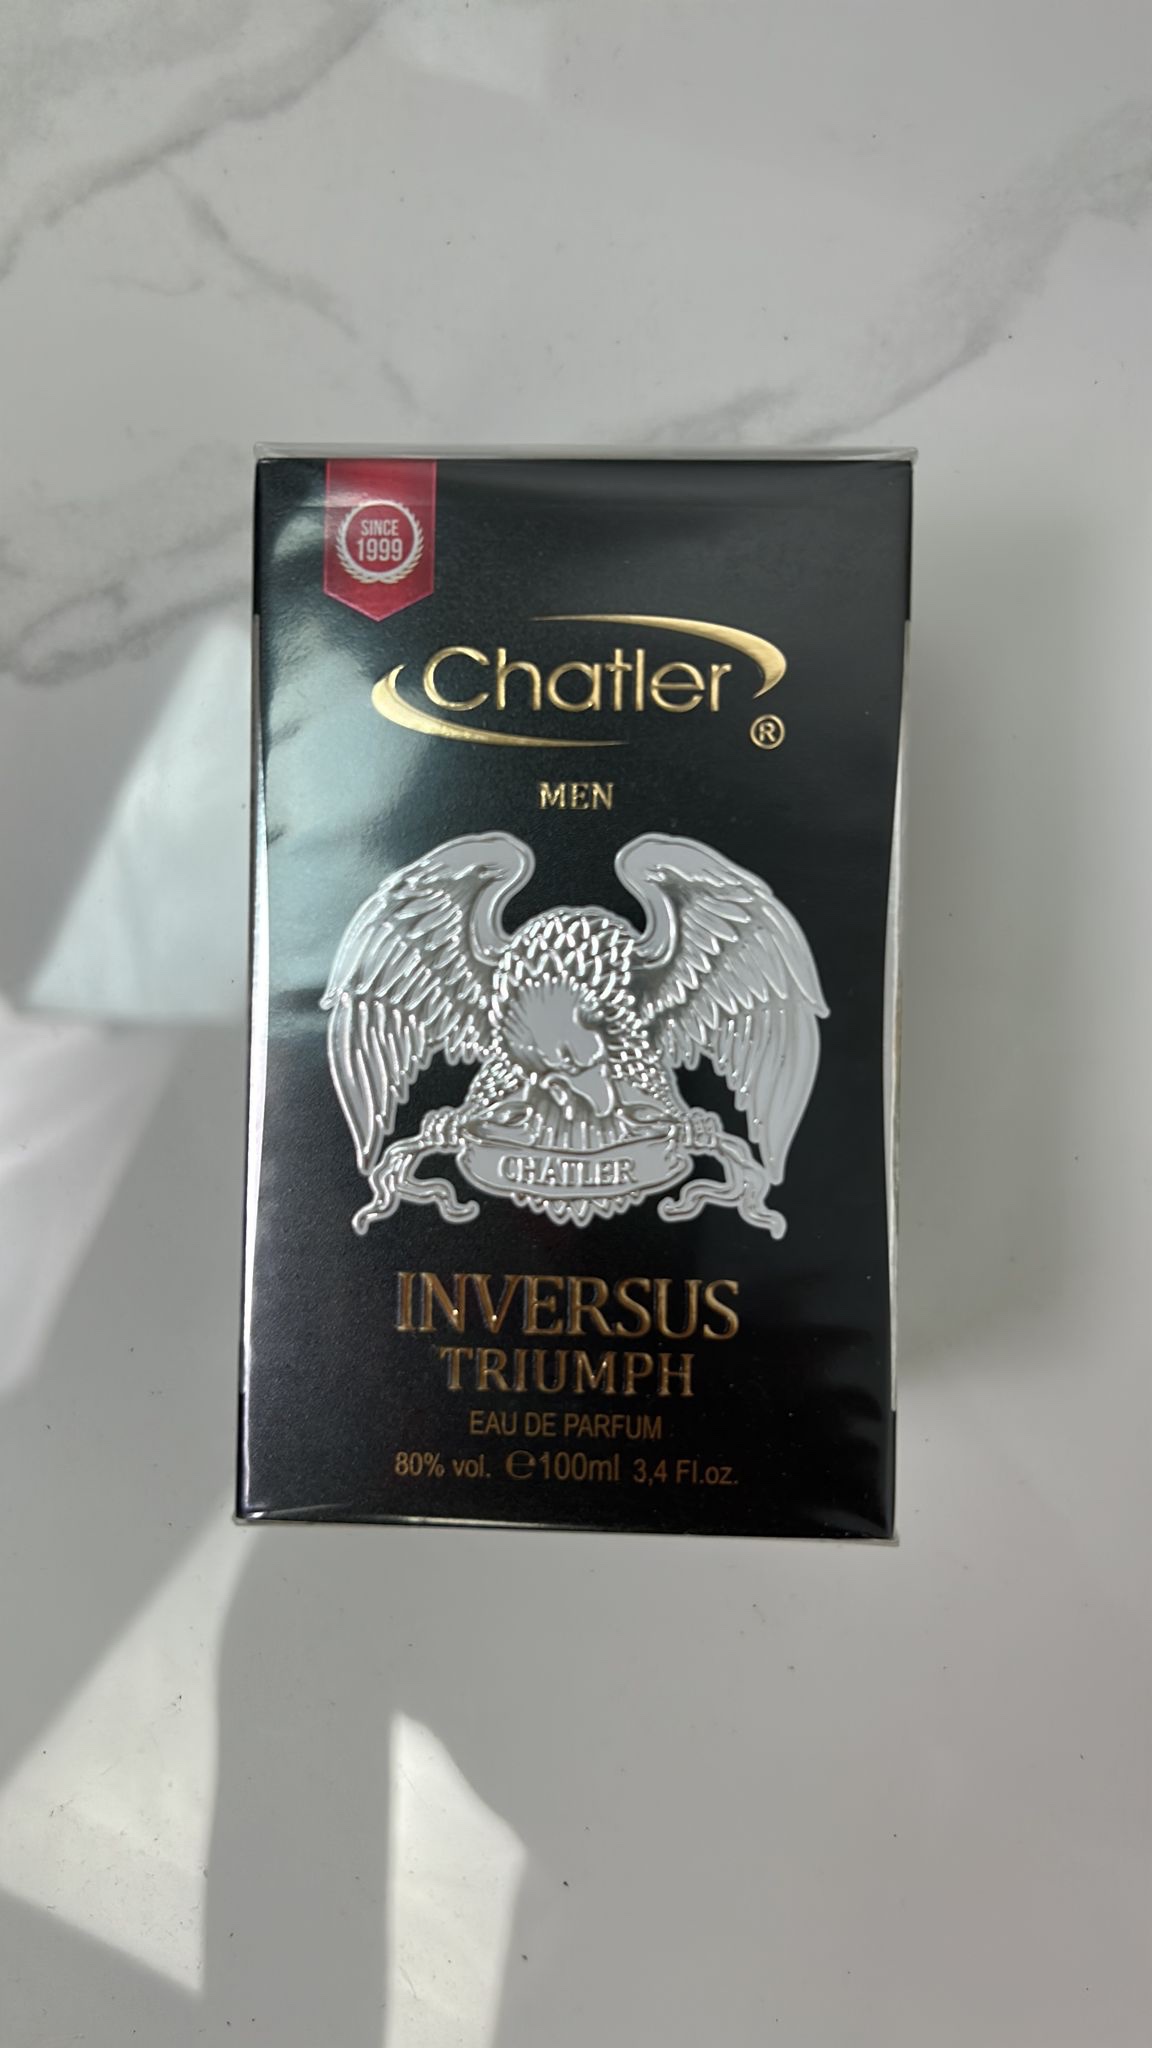 SINCE
1999
Chatler
®
MEN
CHATLER
INVERSUS
TRIUMPH
EAU DE PARFUM
80% vol. ℮100ml 3,4 Fl.oz.